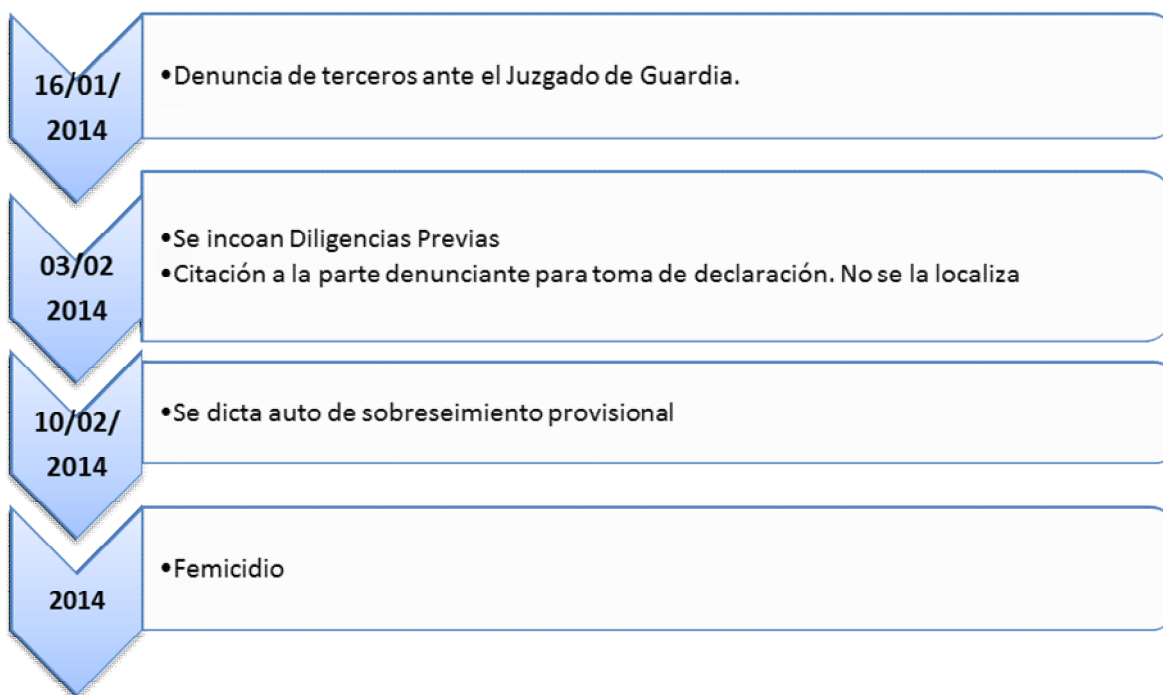 16/01/
2014
•Denuncia de terceros ante el Juzgado de Guardia.
03/02
2014
•Se incoan Diligencias Previas
•Citación a la parte denunciante para toma de declaración. No se la localiza
10/02/
2014
•Se dicta auto de sobreseimiento provisional
2014
•Femicidio